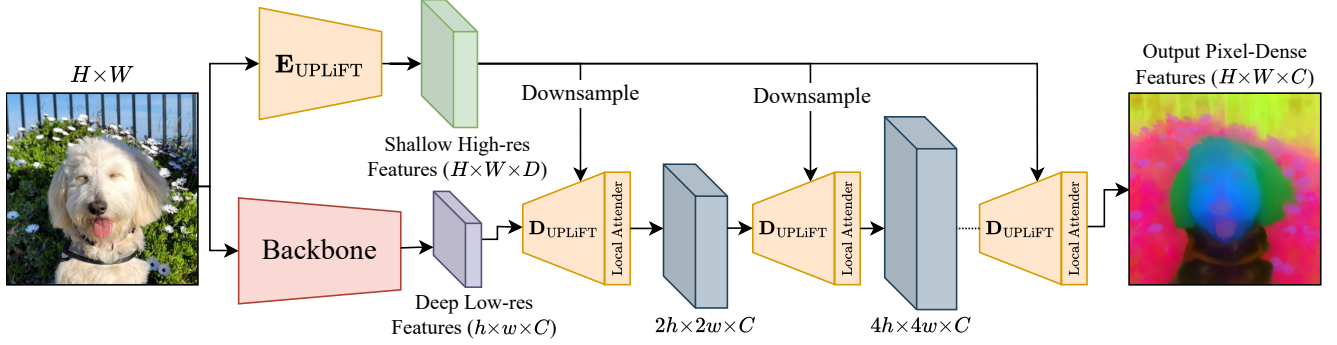 H×W
E_UPLiFT
Shallow High-res
Features (H×W×D)
Downsample
Downsample
Output Pixel-Dense
Features (H×W×C)
Backbone
Deep Low-res
Features (h×w×C)
D_UPLiFT
Local Attender
2h×2w×C
D_UPLiFT
Local Attender
4h×4w×C
D_UPLiFT
Local Attender